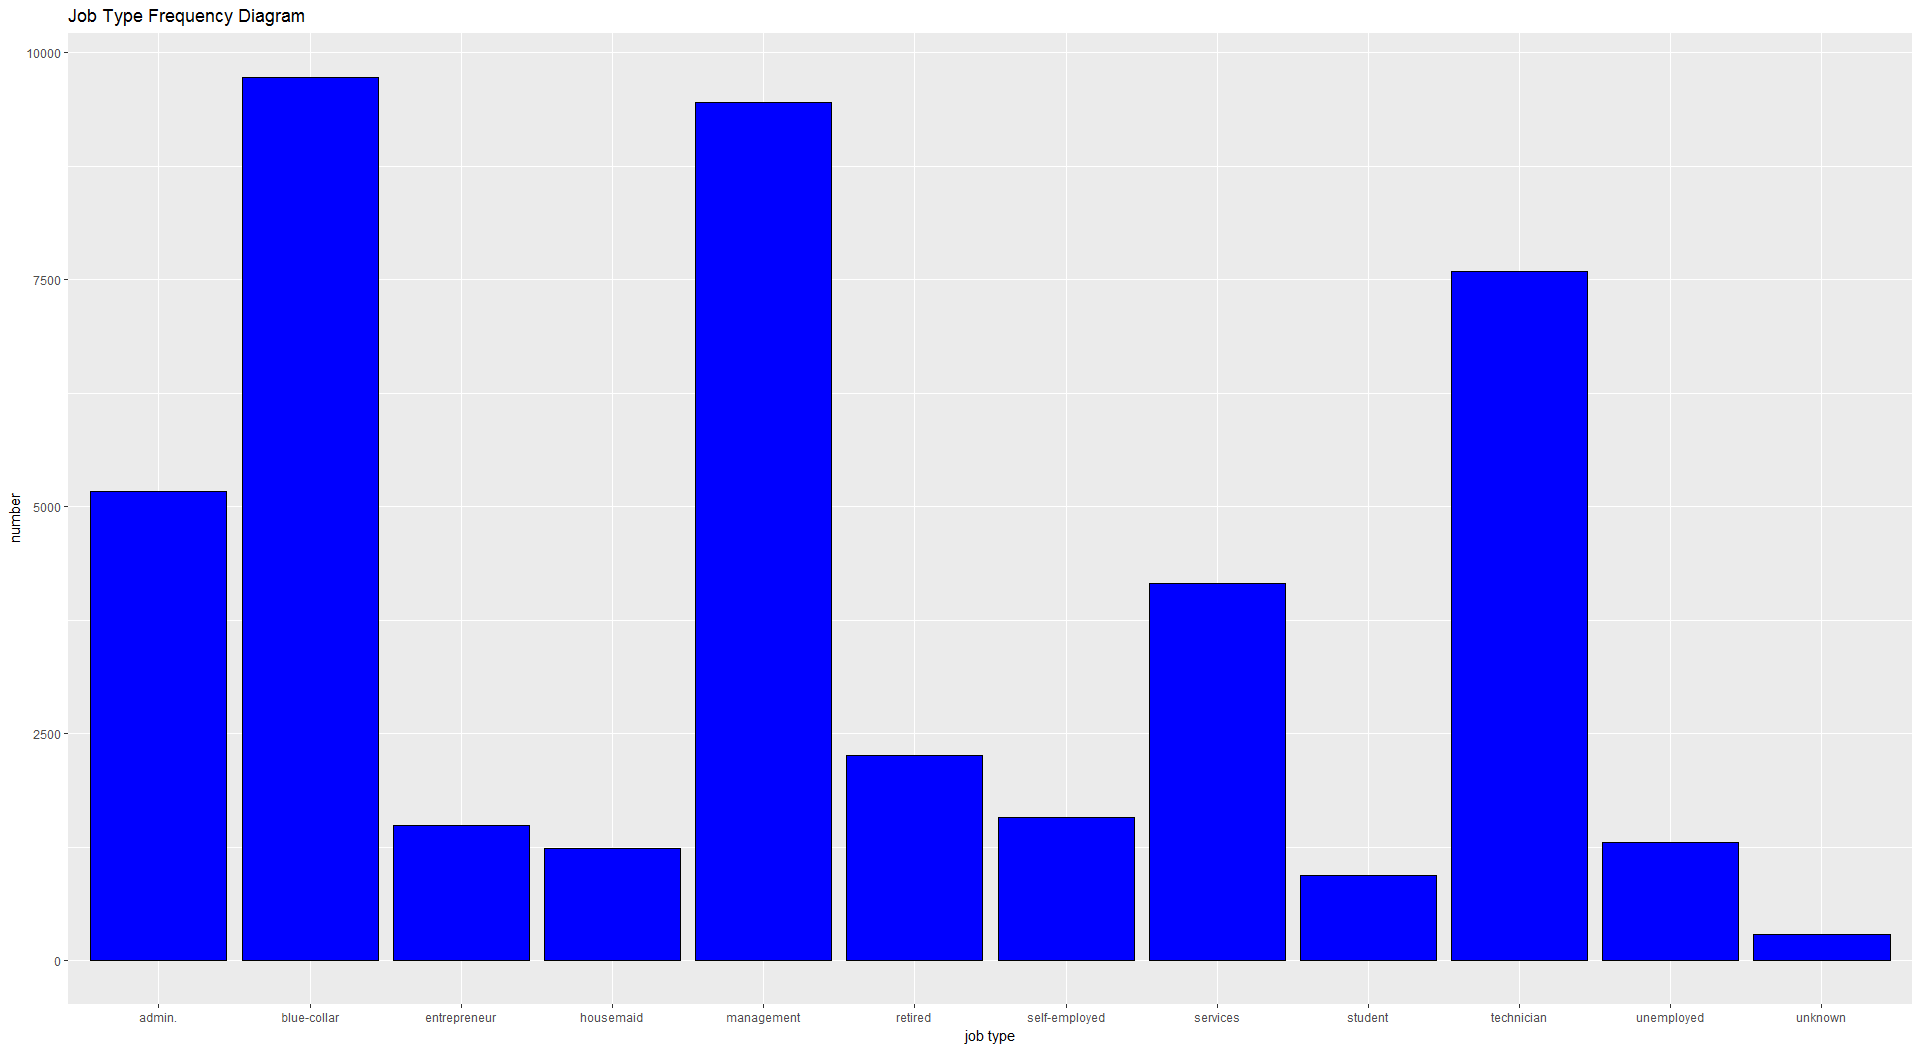 Job Type Frequency Diagram
10000
7500
5000
2500
0
number
admin. blue-collar entrepreneur housemaid management retired self-employed services student technician unemployed unknown
job type